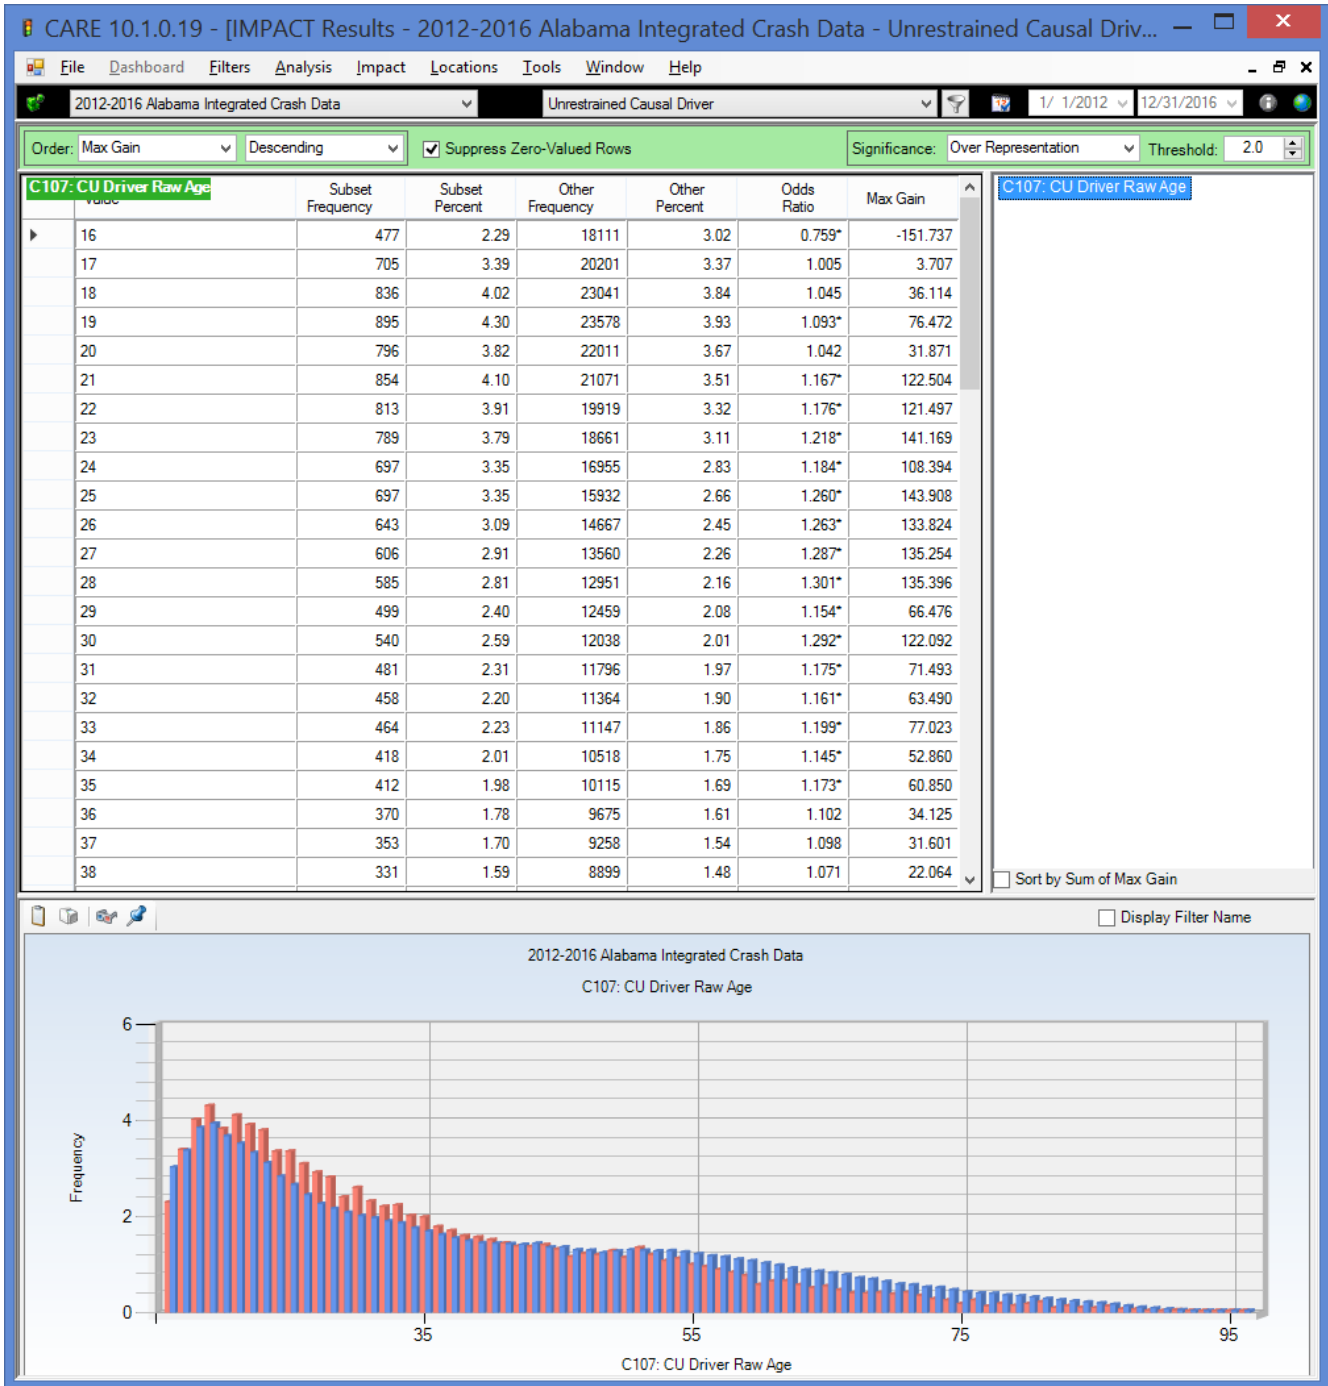 CARE 10.1.0.19 - [IMPACT Results - 2012-2016 Alabama Integrated Crash Data - Unrestrained Causal Driv...
File Dashboard Filters Analysis Impact Locations Tools Window Help
2012-2016 Alabama Integrated Crash Data Unrestrained Causal Driver 1/ 1/2012 12/31/2016
Order: Max Gain Descending Suppress Zero-Valued Rows Significance: Over Representation Threshold: 2.0
C107: CU Driver Raw Age
Value Subset Frequency Subset Percent Other Frequency Other Percent Odds Ratio Max Gain
C107: CU Driver Raw Age
16 477 2.29 18111 3.02 0.759* -151.737
17 705 3.39 20201 3.37 1.005 3.707
18 836 4.02 23041 3.84 1.045 36.114
19 895 4.30 23578 3.93 1.093* 76.472
20 796 3.82 22011 3.67 1.042 31.871
21 854 4.10 21071 3.51 1.167* 122.504
22 813 3.91 19919 3.32 1.176* 121.497
23 789 3.79 18661 3.11 1.218* 141.169
24 697 3.35 16955 2.83 1.184* 108.394
25 697 3.35 15932 2.66 1.260* 143.908
26 643 3.09 14667 2.45 1.263* 133.824
27 606 2.91 13560 2.26 1.287* 135.254
28 585 2.81 12951 2.16 1.301* 135.396
29 499 2.40 12459 2.08 1.154* 66.476
30 540 2.59 12038 2.01 1.292* 122.092
31 481 2.31 11796 1.97 1.175* 71.493
32 458 2.20 11364 1.90 1.161* 63.490
33 464 2.23 11147 1.86 1.199* 77.023
34 418 2.01 10518 1.75 1.145* 52.860
35 412 1.98 10115 1.69 1.173* 60.850
36 370 1.78 9675 1.61 1.102 34.125
37 353 1.70 9258 1.54 1.098 31.601
38 331 1.59 8899 1.48 1.071 22.064
Sort by Sum of Max Gain
Display Filter Name
2012-2016 Alabama Integrated Crash Data
C107: CU Driver Raw Age
6
4
2
0
Frequency
35 55 75 95
C107: CU Driver Raw Age